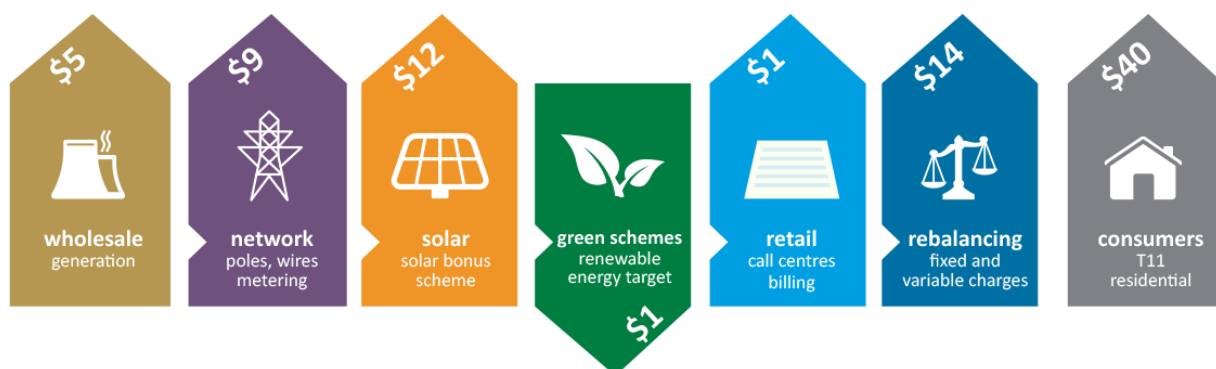 $5
wholesale
generation
$9
network
poles, wires
metering
$12
solar
solar bonus
scheme
green schemes
renewable
energy target
$1
$1
retail
call centres
billing
$14
rebalancing
fixed and
variable charges
$40
consumers
T11
residential